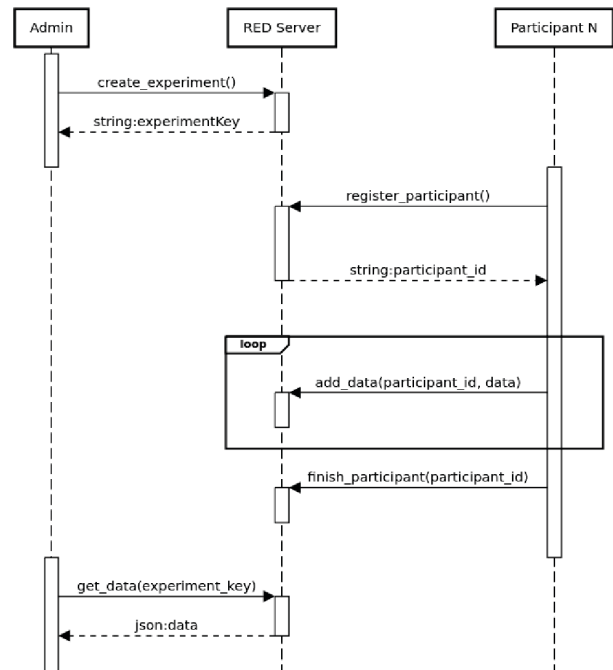 Admin
RED Server
Participant N
create_experiment()
string:experimentKey
register_participant()
string:participant_id
loop
add_data(participant_id, data)
finish_participant(participant_id)
get_data(experiment_key)
json:data